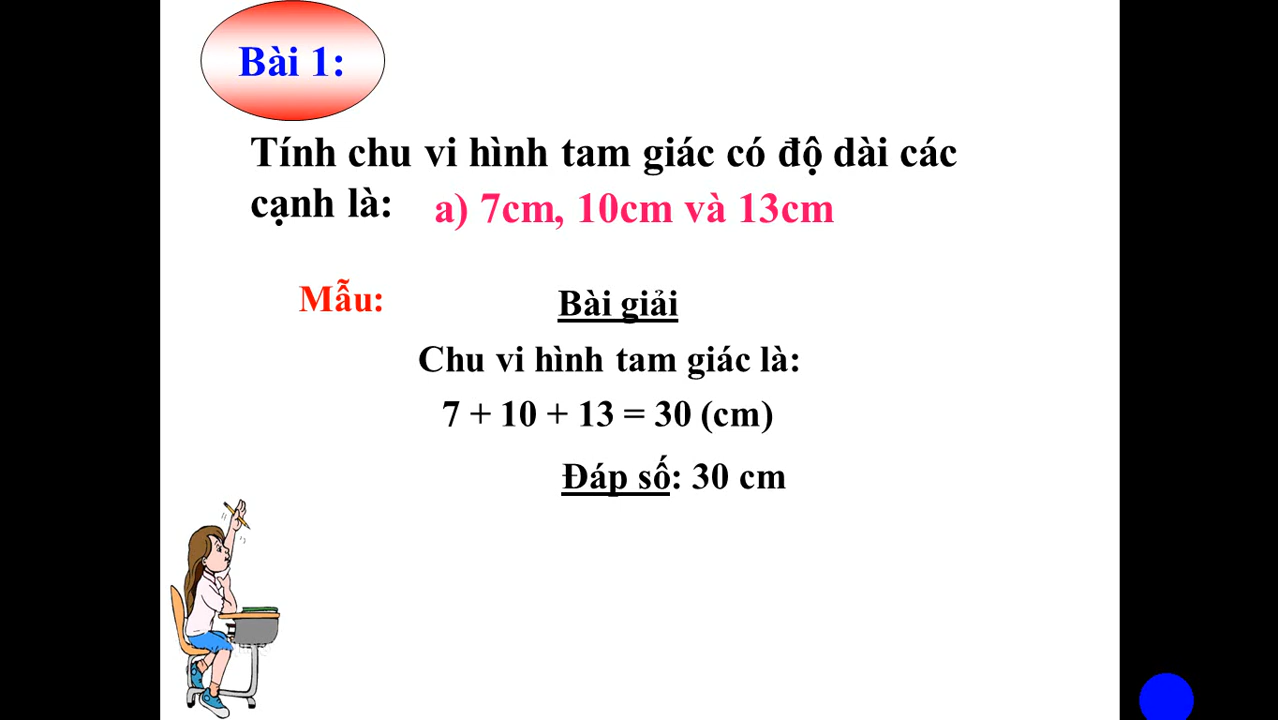 Bài 1:
Tính chu vi hình tam giác có độ dài các
cạnh là: a) 7cm, 10cm và 13cm
Mẫu: Bài giải
Chu vi hình tam giác là:
7 + 10 + 13 = 30 (cm)
Đáp số: 30 cm